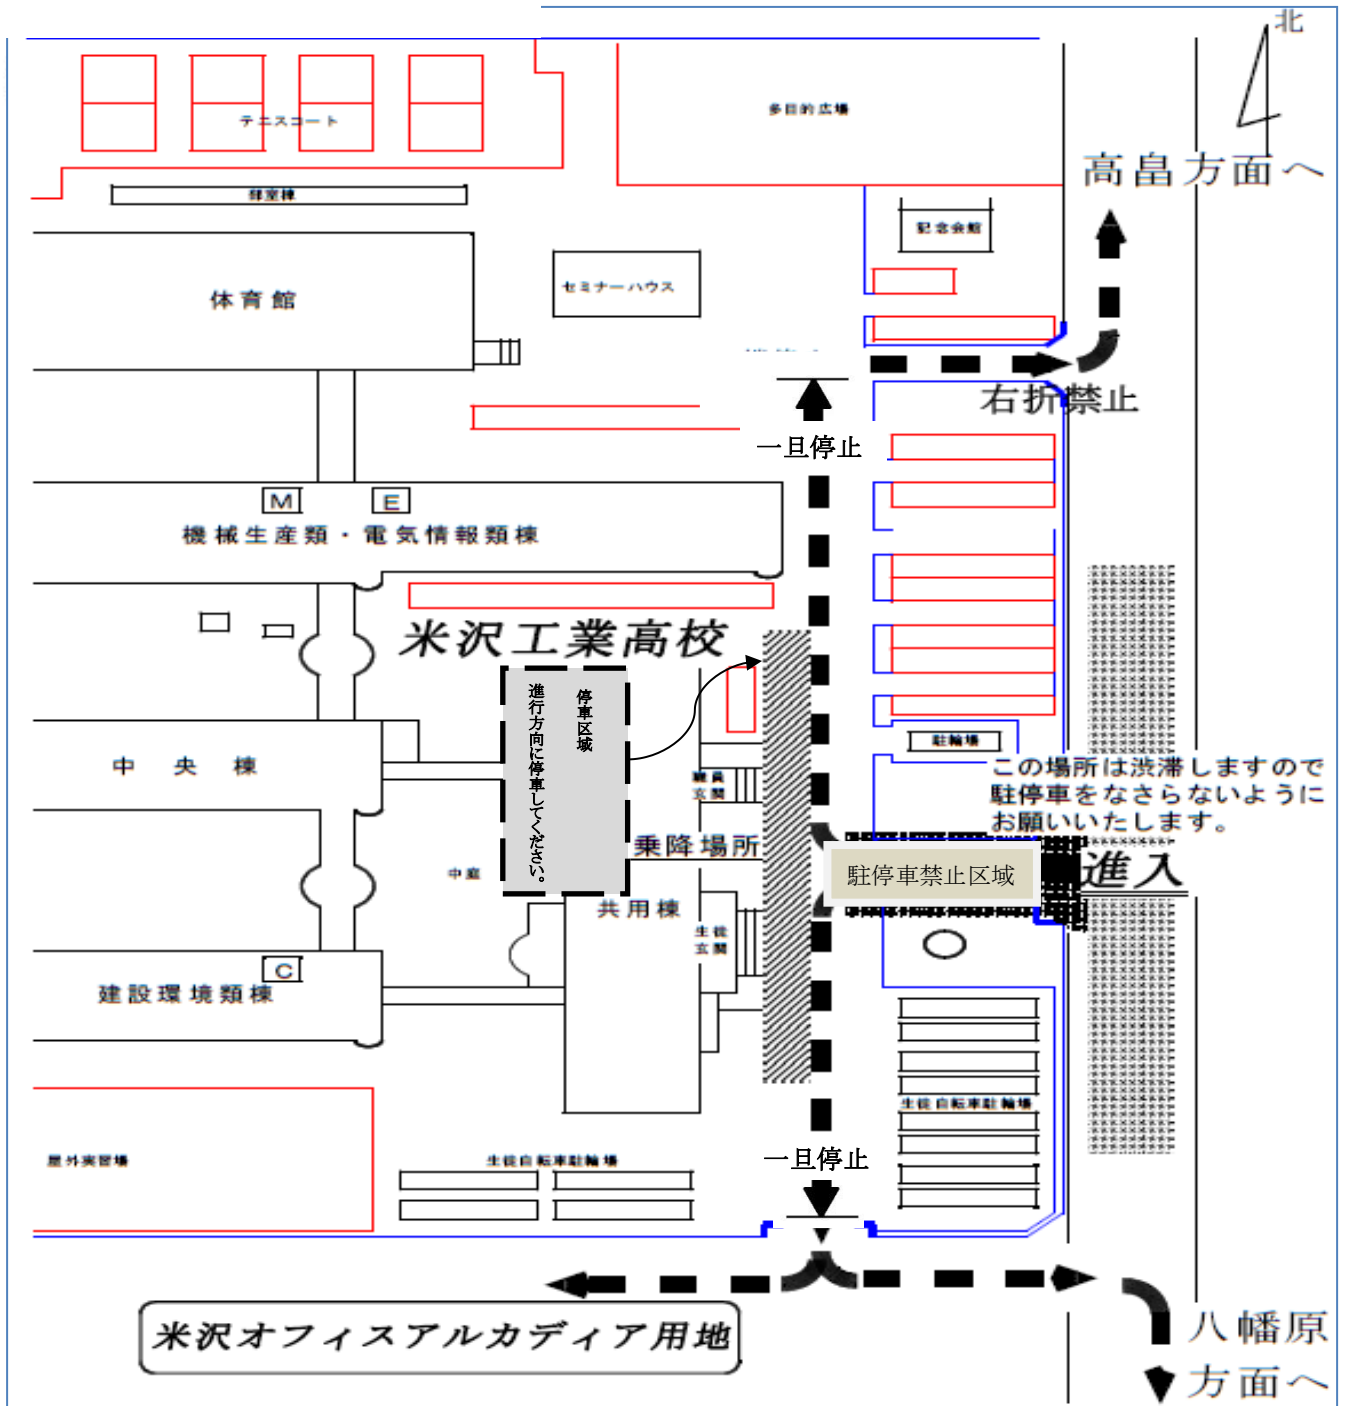 北
テニスコート
多目的広場
高畠方面へ
部室棟
記念会館
体育館
セミナーハウス
右折禁止
一旦停止
M
E
機械生産類・電気情報類棟
米沢工業高校
停車区域
進行方向に停車してください。
中央棟
職員
玄関
駐輪場
この場所は渋滞しますので
駐停車をなさらないように
お願いいたします。
乗降場所
駐停車禁止区域
進入
中庭
共用棟
生徒
玄関
C
建設環境類棟
生徒自転車駐輪場
屋外実習場
生徒自転車駐輪場
一旦停止
米沢オフィスアルカディア用地
八幡原
方面へ